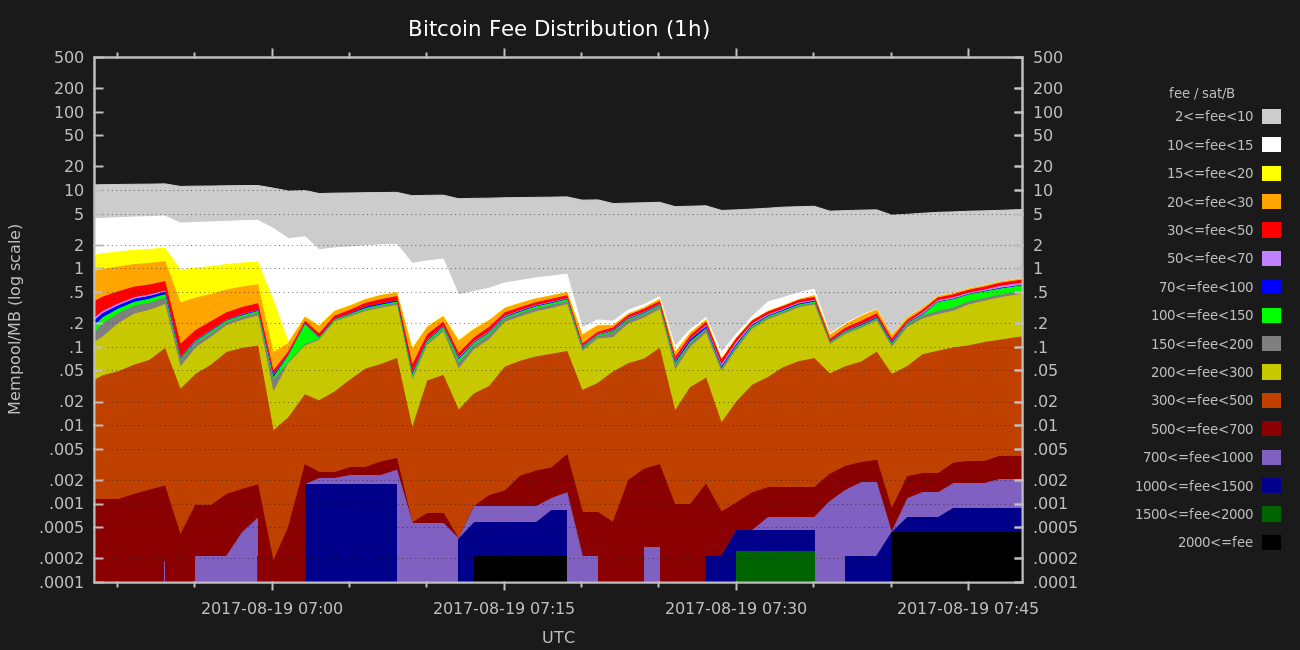 Bitcoin Fee Distribution (1h)
500
200
100
50
20
10
5
2
1
.5
.2
.1
.05
.02
.01
.005
.002
.001
.0005
.0002
.0001
Mempool/MB (log scale)
500
200
100
50
20
10
5
2
1
.5
.2
.1
.05
.02
.01
.005
.002
.001
.0005
.0002
.0001
2017-08-19 07:00 2017-08-19 07:15 2017-08-19 07:30 2017-08-19 07:45
UTC
fee / sat/B
2<=fee<10
10<=fee<15
15<=fee<20
20<=fee<30
30<=fee<50
50<=fee<70
70<=fee<100
100<=fee<150
150<=fee<200
200<=fee<300
300<=fee<500
500<=fee<700
700<=fee<1000
1000<=fee<1500
1500<=fee<2000
2000<=fee